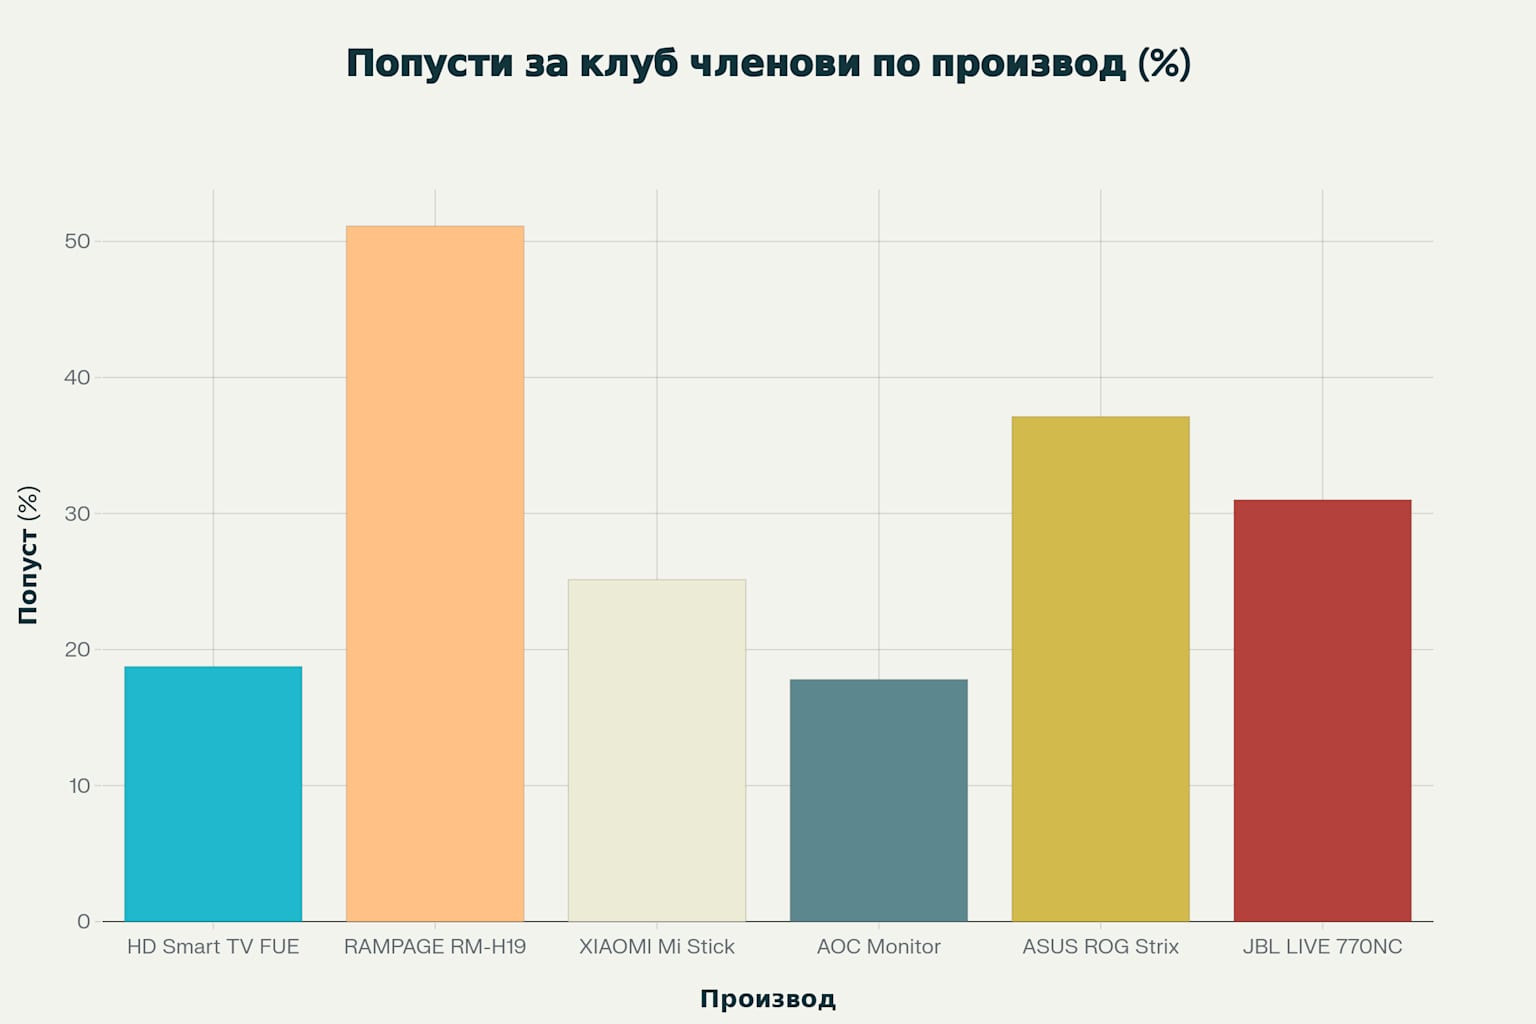 Попусти за клуб членови по производ (%)
Попуст (%)
50
40
30
20
10
0
HD Smart TV FUE
RAMPAGE RM-H19
XIAOMI Mi Stick
AOC Monitor
ASUS ROG Strix
JBL LIVE 770NC
Производ